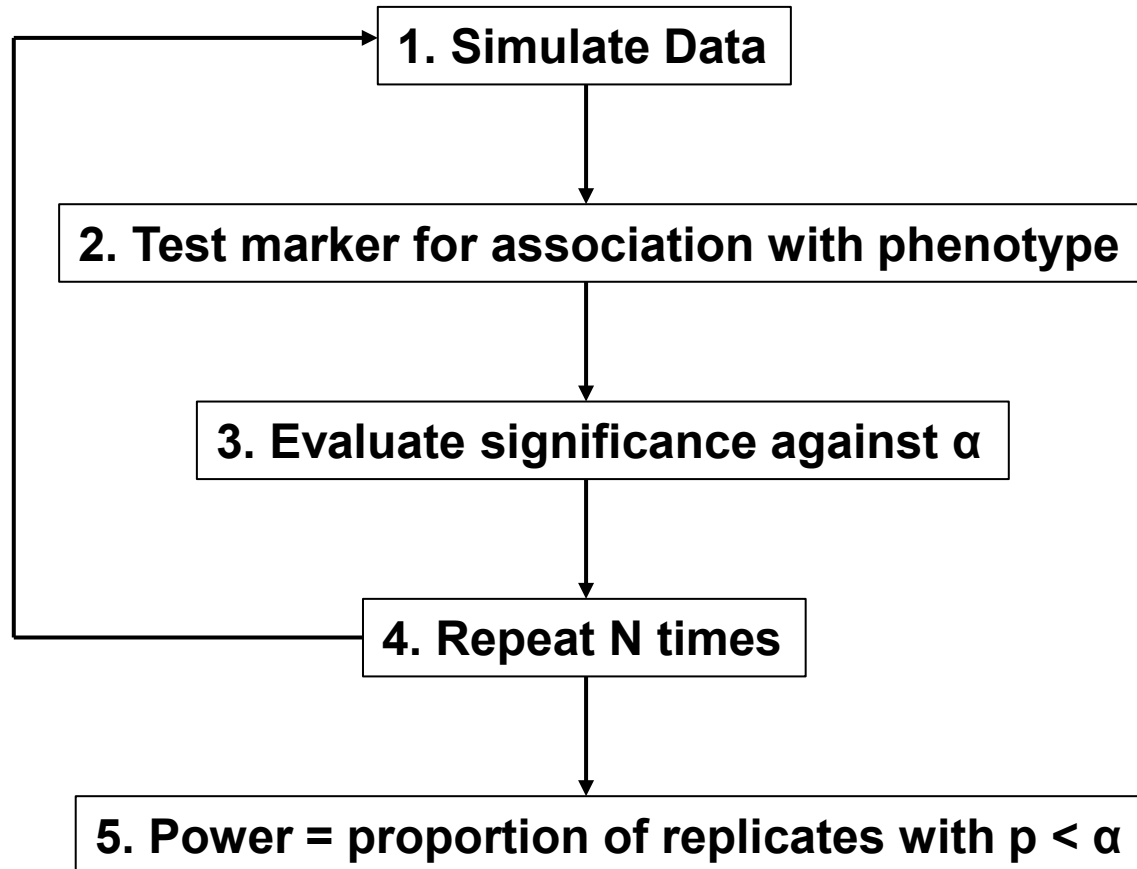 1. Simulate Data
2. Test marker for association with phenotype
3. Evaluate significance against α
4. Repeat N times
5. Power = proportion of replicates with p < α